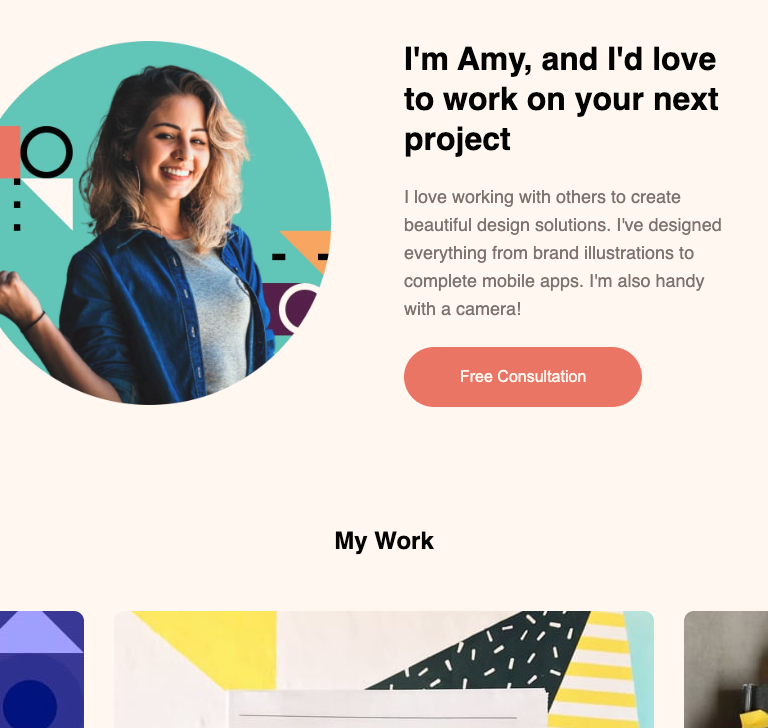 I'm Amy, and I'd love
to work on your next
project
I love working with others to create
beautiful design solutions. I've designed
everything from brand illustrations to
complete mobile apps. I'm also handy
with a camera!
Free Consultation
My Work